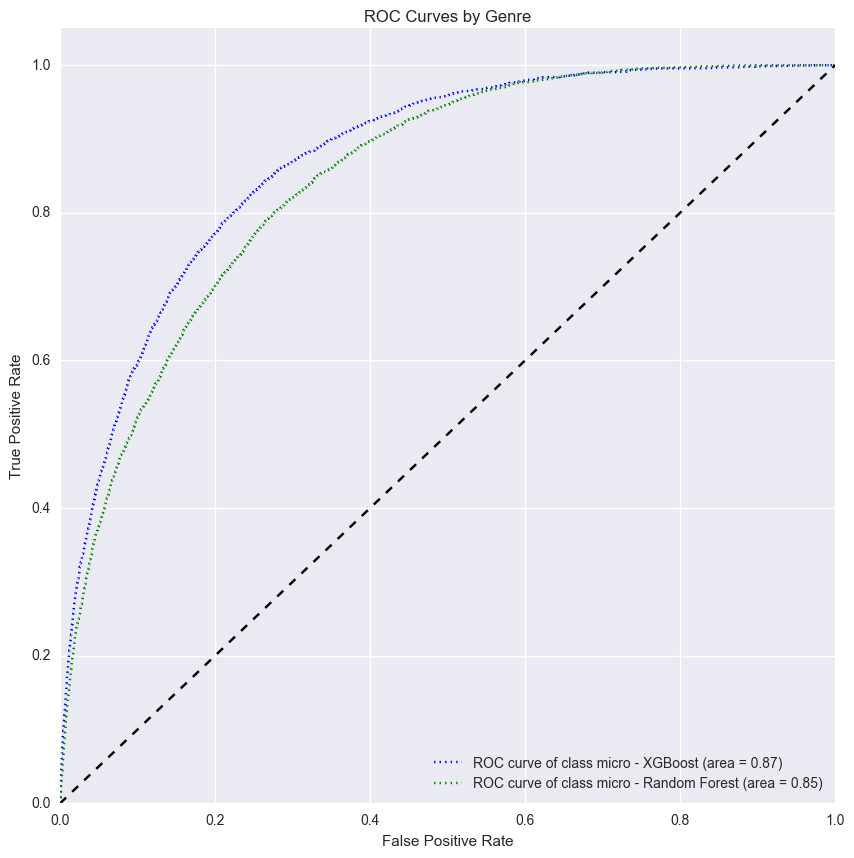 ROC Curves by Genre
1.0
0.8
0.6
0.4
0.2
0.0
True Positive Rate
ROC curve of class micro - XGBoost (area = 0.87)
ROC curve of class micro - Random Forest (area = 0.85)
0.0 0.2 0.4 0.6 0.8 1.0
False Positive Rate